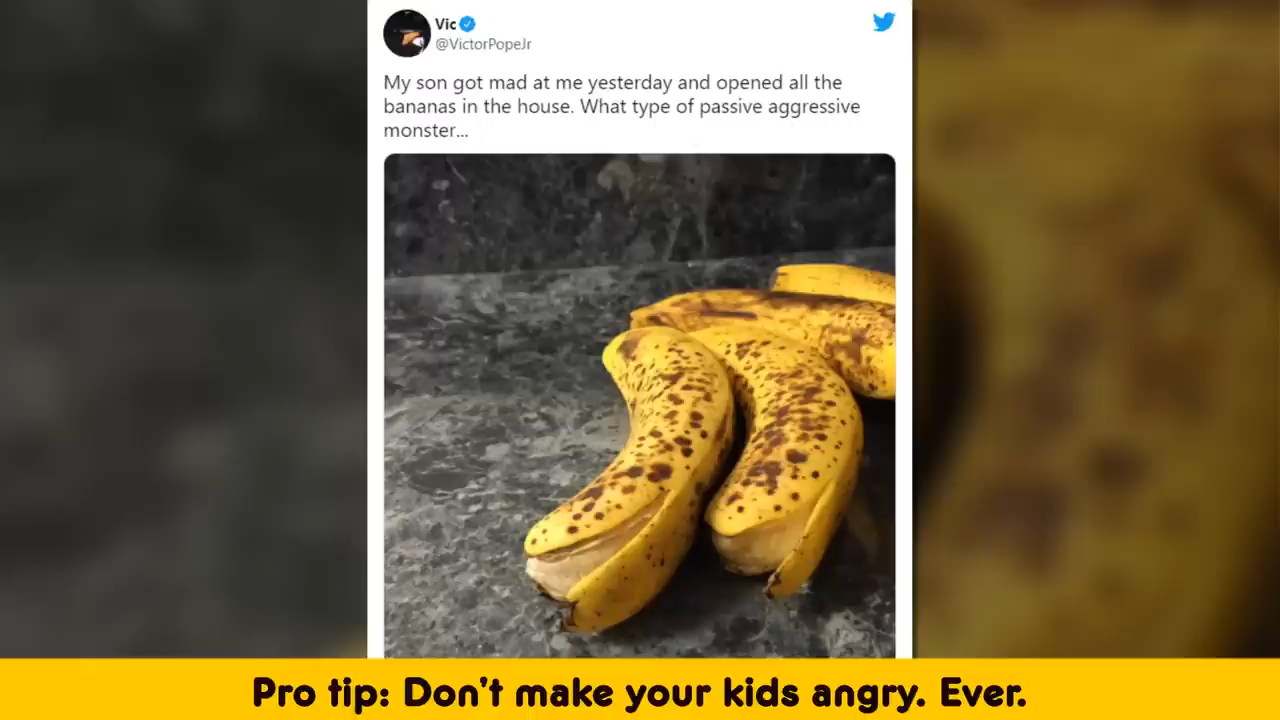 Vic
@VictorPopeJr
My son got mad at me yesterday and opened all the
bananas in the house. What type of passive aggressive
monster...
Pro tip: Don't make your kids angry. Ever.